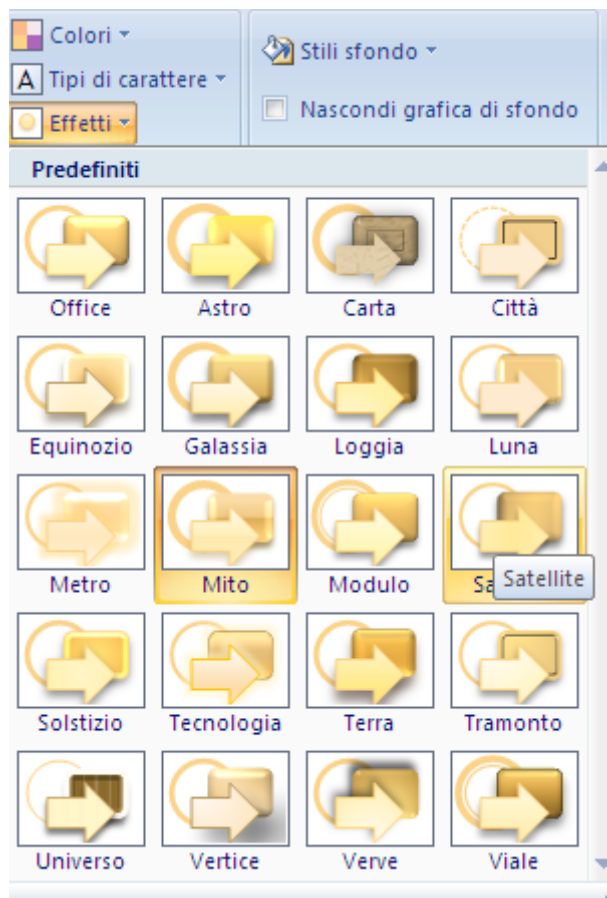 Colori
Stili sfondo
A Tipi di carattere
Nascondi grafica di sfondo
Effetti
Predefiniti
Office Astro Carta Città
Equinozio Galassia Loggia Luna
Metro Mito Modulo Sa
Satellite
Solstizio Tecnologia Terra Tramonto
Universo Vertice Verve Viale